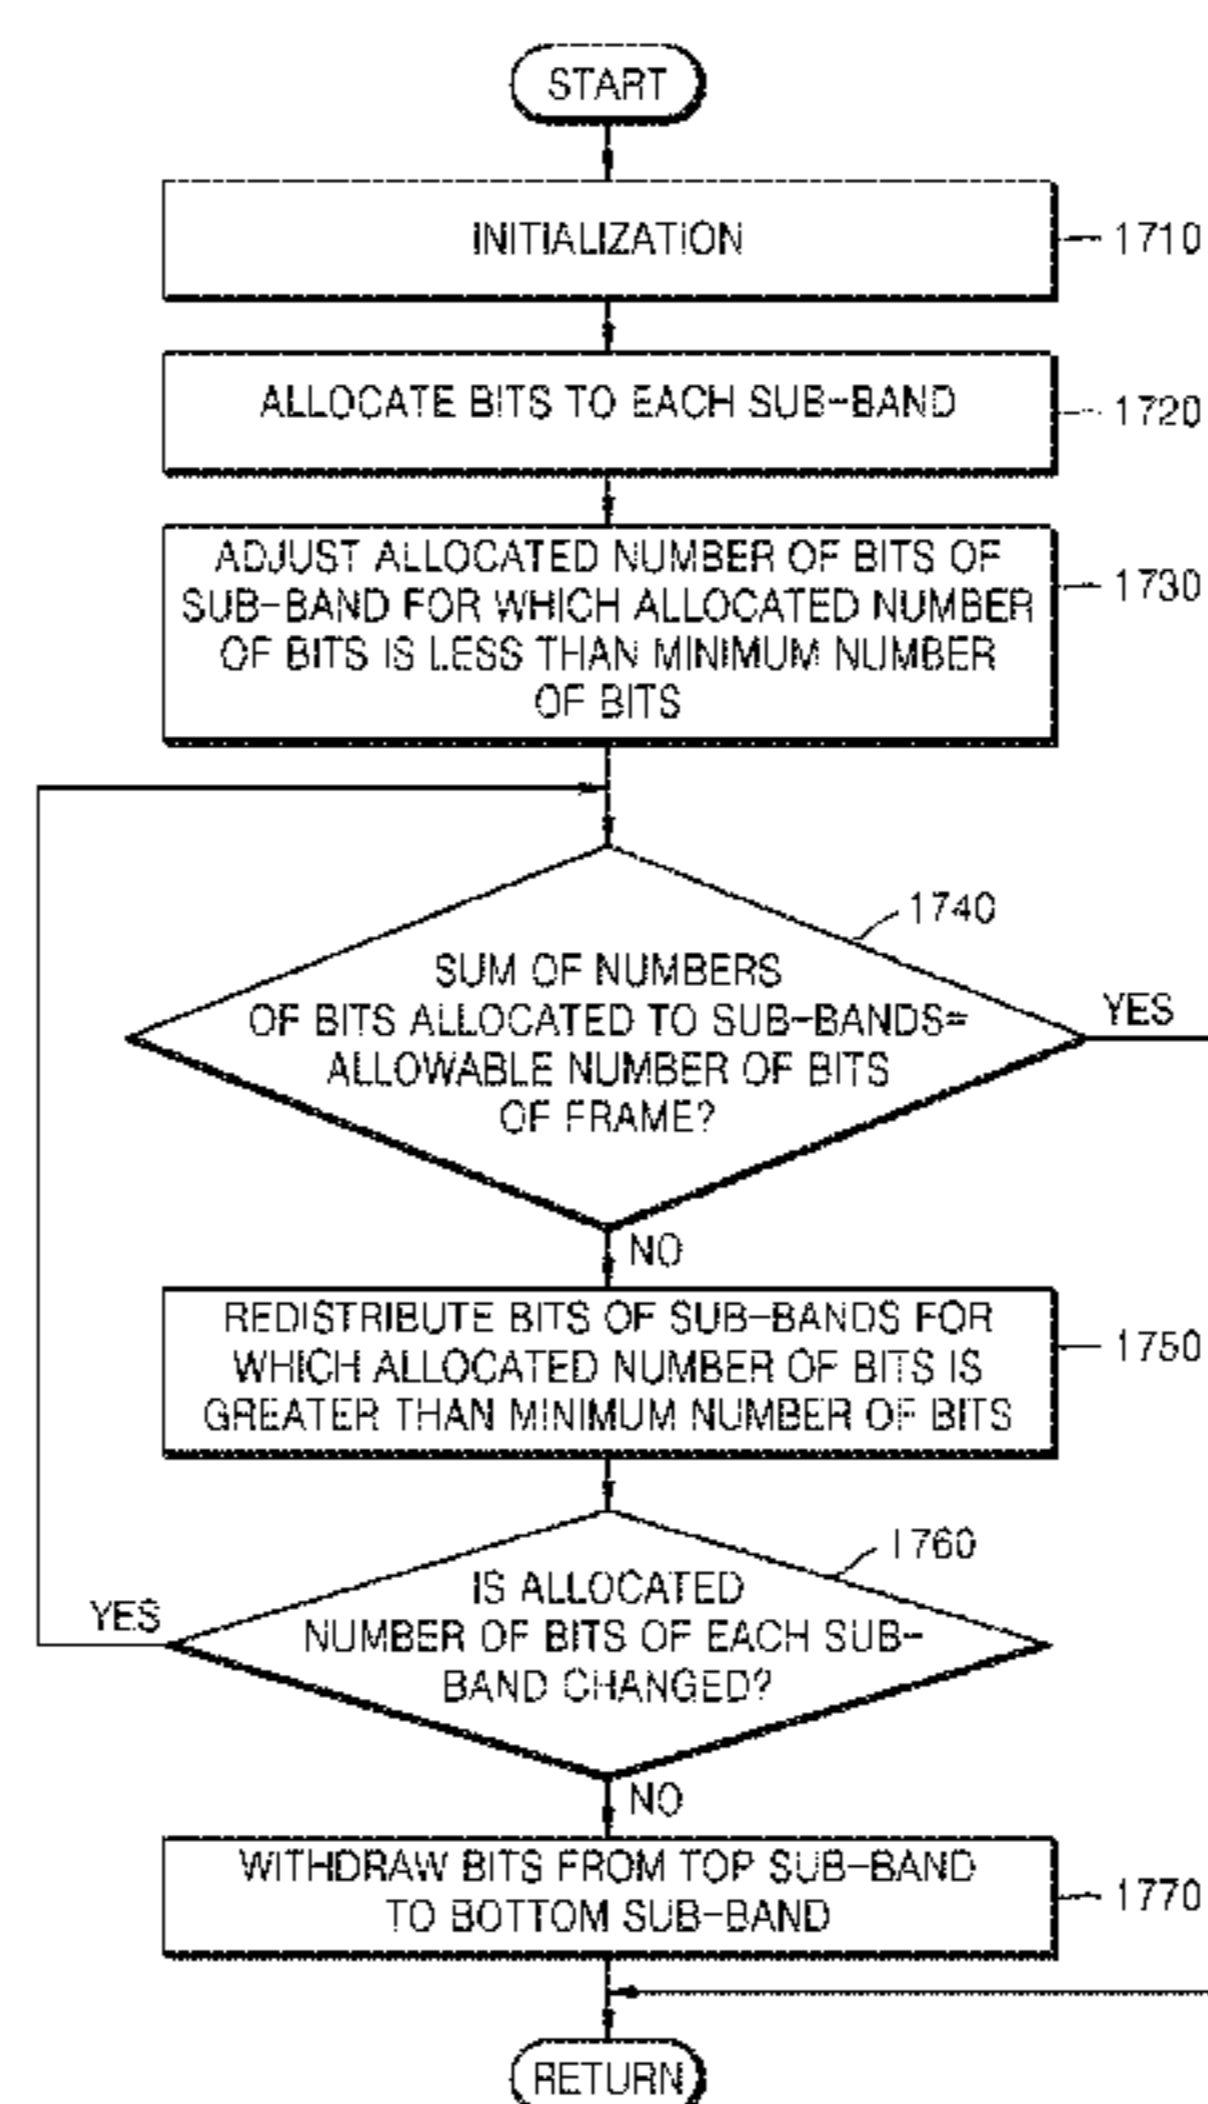 START
INITIALIZATION
1710
ALLOCATE BITS TO EACH SUB-BAND
1720
ADJUST ALLOCATED NUMBER OF BITS OF
SUB-BAND FOR WHICH ALLOCATED NUMBER
OF BITS IS LESS THAN MINIMUM NUMBER
OF BITS
1730
1740
SUM OF NUMBERS
OF BITS ALLOCATED TO SUB-BANDS=
ALLOWABLE NUMBER OF BITS
OF FRAME?
YES
NO
REDISTRIBUTE BITS OF SUB-BANDS FOR
WHICH ALLOCATED NUMBER OF BITS IS
GREATER THAN MINIMUM NUMBER OF BITS
1750
1760
IS ALLOCATED
NUMBER OF BITS OF EACH SUB-
BAND CHANGED?
YES
NO
WITHDRAW BITS FROM TOP SUB-BAND
TO BOTTOM SUB-BAND
1770
RETURN